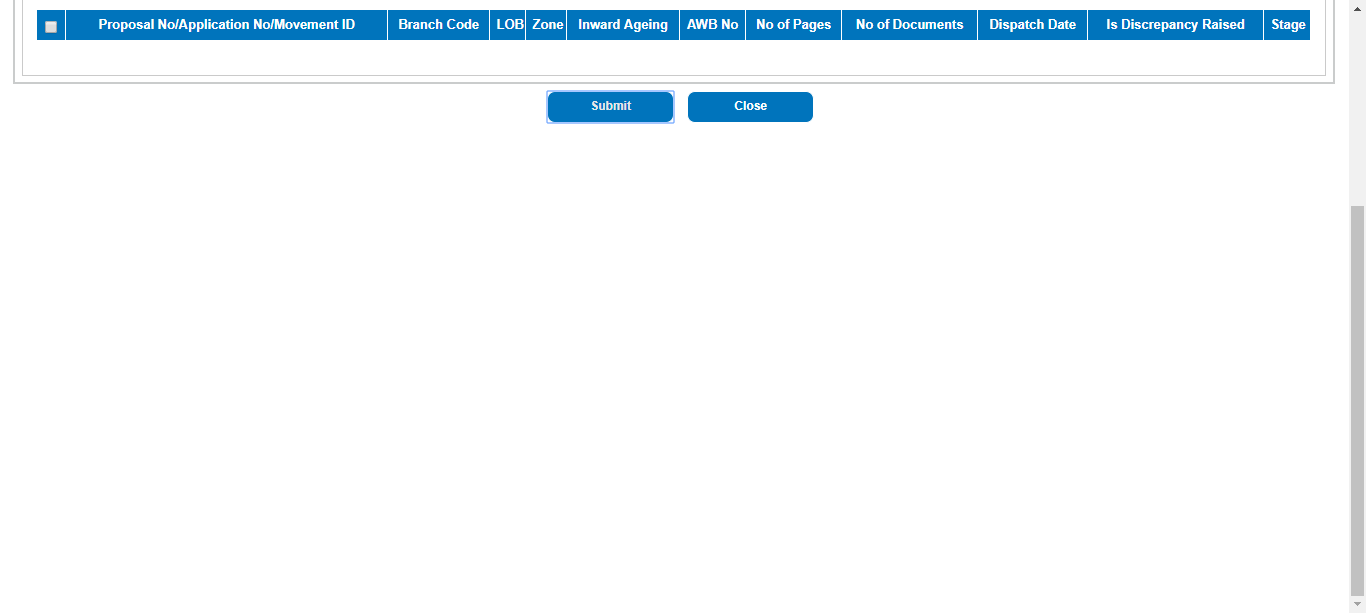 Proposal No/Application No/Movement ID Branch Code LOB Zone Inward Ageing AWB No No of Pages No of Documents Dispatch Date Is Discrepancy Raised Stage
Submit Close